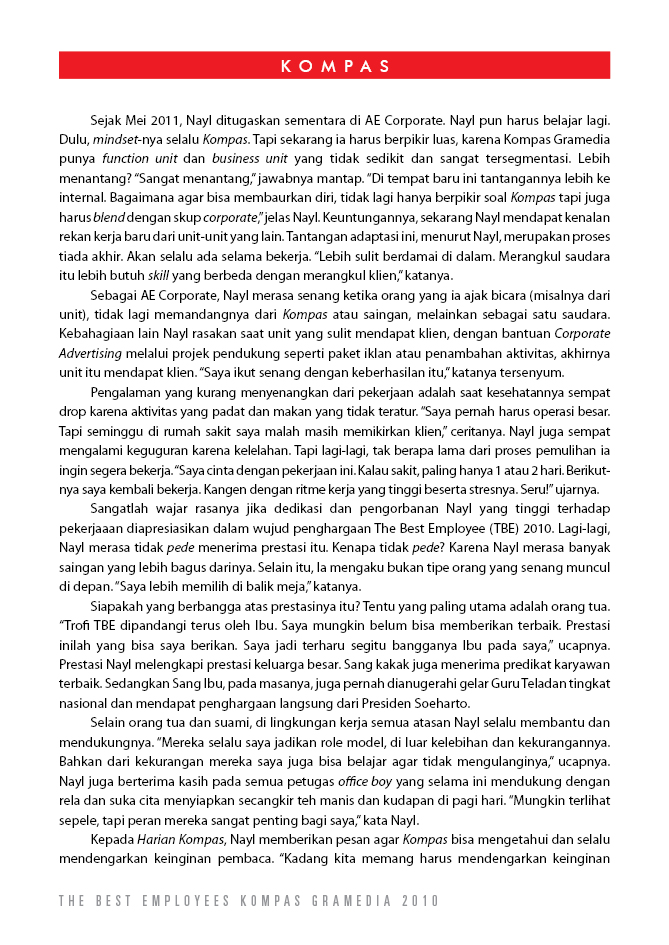 KOMPAS
Sejak Mei 2011, Nayl ditugaskan sementara di AE Corporate. Nayl pun harus belajar lagi.
Dulu, mindset-nya selalu Kompas. Tapi sekarang ia harus berpikir luas, karena Kompas Gramedia
punya function unit dan business unit yang tidak sedikit dan sangat tersegmentasi. Lebih
menantang? “Sangat menantang,” jawabnya mantap. “Di tempat baru ini tantangannya lebih ke
internal. Bagaimana agar bisa membaurkan diri, tidak lagi hanya berpikir soal Kompas tapi juga
harus blend dengan skup corporate,” jelas Nayl. Keuntungannya, sekarang Nayl mendapat kenalan
rekan kerja baru dari unit-unit yang lain. Tantangan adaptasi ini, menurut Nayl, merupakan proses
tiada akhir. Akan selalu ada selama bekerja. “Lebih sulit berdamai di dalam. Merangkul saudara
itu lebih butuh skill yang berbeda dengan merangkul klien,“ katanya.
Sebagai AE Corporate, Nayl merasa senang ketika orang yang ia ajak bicara (misalnya dari
unit), tidak lagi memandangnya dari Kompas atau saingan, melainkan sebagai satu saudara.
Kebahagiaan lain Nayl rasakan saat unit yang sulit mendapat klien, dengan bantuan Corporate
Advertising melalui projek pendukung seperti paket iklan atau penambahan aktivitas, akhirnya
unit itu mendapat klien. “Saya ikut senang dengan keberhasilan itu,” katanya tersenyum.
Pengalaman yang kurang menyenangkan dari pekerjaan adalah saat kesehatannya sempat
drop karena aktivitas yang padat dan makan yang tidak teratur. “Saya pernah harus operasi besar.
Tapi seminggu di rumah sakit saya malah masih memikirkan klien,” ceritanya. Nayl juga sempat
mengalami keguguran karena kelelahan. Tapi lagi-lagi, tak berapa lama dari proses pemulihan ia
ingin segera bekerja. “Saya cinta dengan pekerjaan ini. Kalau sakit, paling hanya 1 atau 2 hari. Berikut-
nya saya kembali bekerja. Kangen dengan ritme kerja yang tinggi beserta stresnya. Seru!” ujarnya.
Sangatlah wajar rasanya jika dedikasi dan pengorbanan Nayl yang tinggi terhadap
pekerjaaan diapresiasikan dalam wujud penghargaan The Best Employee (TBE) 2010. Lagi-lagi,
Nayl merasa tidak pede menerima prestasi itu. Kenapa tidak pede? Karena Nayl merasa banyak
saingan yang lebih bagus darinya. Selain itu, Ia mengaku bukan tipe orang yang senang muncul
di depan. “Saya lebih memilih di balik meja,” katanya.
Siapakah yang berbangga atas prestasinya itu? Tentu yang paling utama adalah orang tua.
“Trofi TBE dipandangi terus oleh Ibu. Saya mungkin belum bisa memberikan terbaik. Prestasi
inilah yang bisa saya berikan. Saya jadi terharu segitu bangganya Ibu pada saya,” ucapnya.
Prestasi Nayl melengkapi prestasi keluarga besar. Sang kakak juga menerima predikat karyawan
terbaik. Sedangkan Sang Ibu, pada masanya, juga pernah dianugerahi gelar Guru Teladan tingkat
nasional dan mendapat penghargaan langsung dari Presiden Soeharto.
Selain orang tua dan suami, di lingkungan kerja semua atasan Nayl selalu membantu dan
mendukungnya. “Mereka selalu saya jadikan role model, di luar kelebihan dan kekurangannya.
Bahkan dari kekurangan mereka saya juga bisa belajar agar tidak mengulanginya,” ucapnya.
Nayl juga berterima kasih pada semua petugas office boy yang selama ini mendukung dengan
rela dan suka cita menyiapkan secangkir teh manis dan kudapan di pagi hari. “Mungkin terlihat
sepele, tapi peran mereka sangat penting bagi saya,“ kata Nayl.
Kepada Harian Kompas, Nayl memberikan pesan agar Kompas bisa mengetahui dan selalu
mendengarkan keinginan pembaca. “Kadang kita memang harus mendengarkan keinginan
THE BEST EMPLOYEES KOMPAS GRAMEDIA 2010